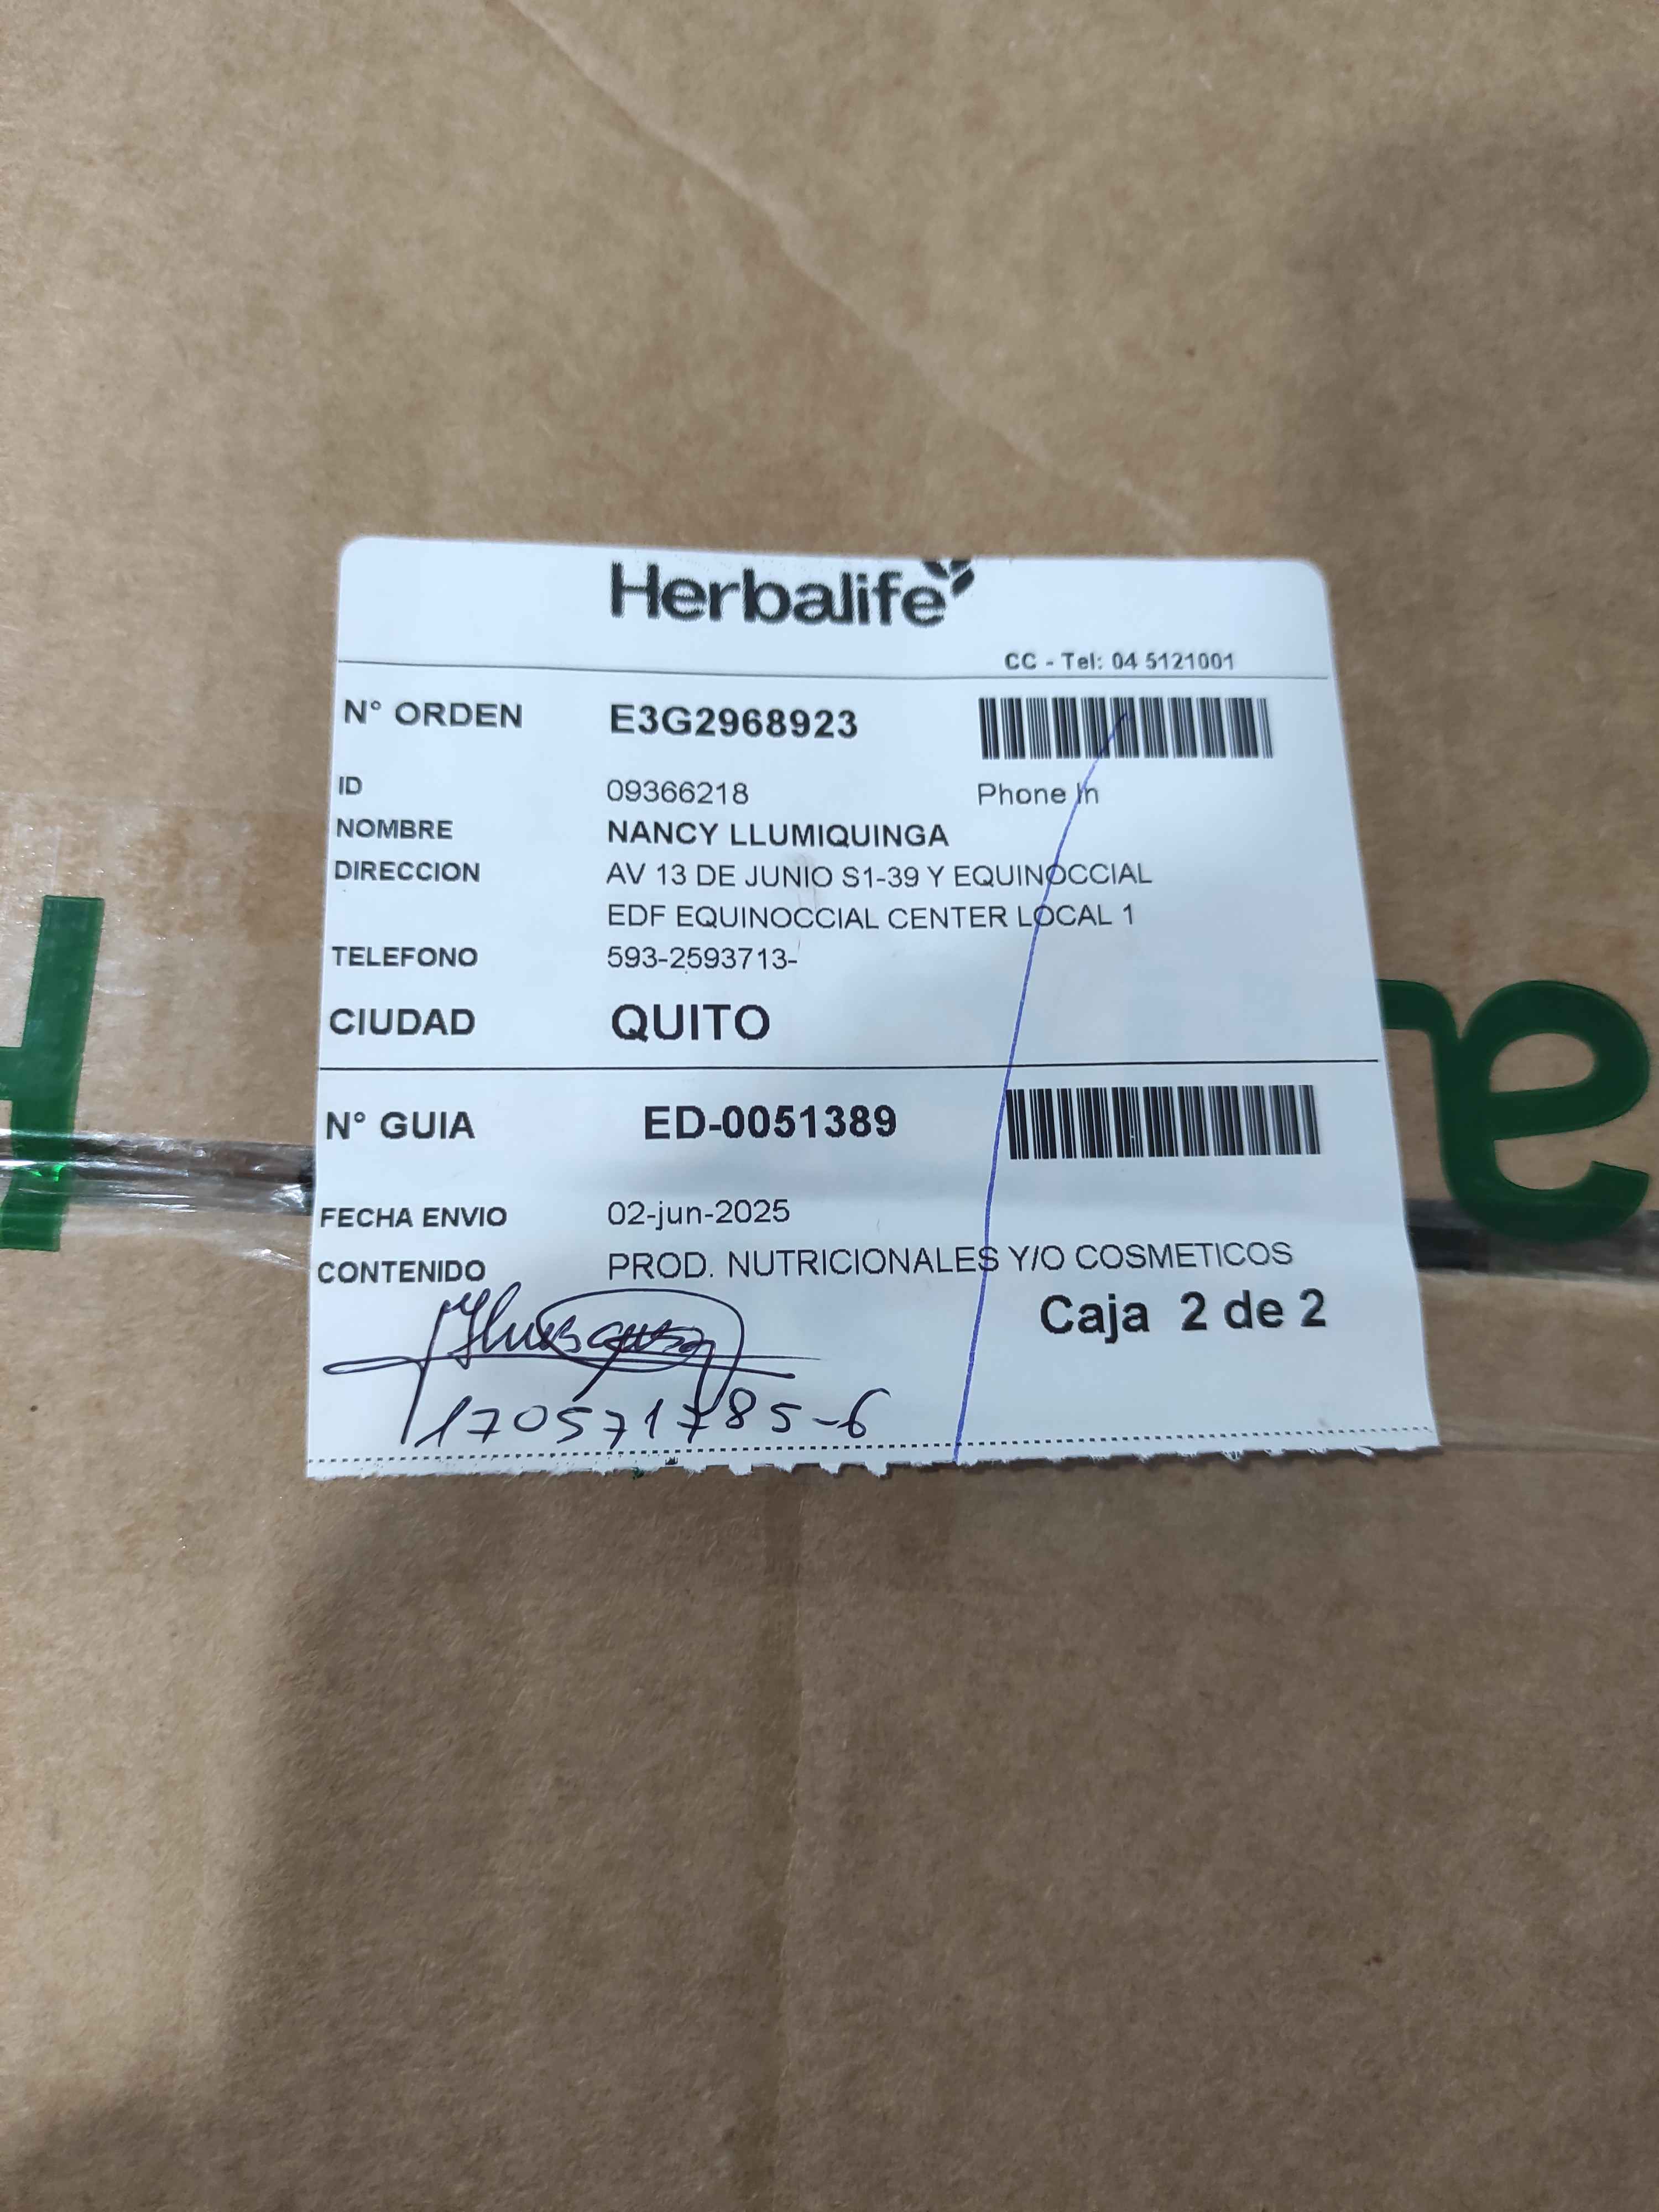 Herbalife
CC - Tel: 04 5121001
N° ORDEN E3G2968923
ID 09366218 Phone In
NOMBRE NANCY LLUMIQUINGA
DIRECCION AV 13 DE JUNIO S1-39 Y EQUINOCCIAL
EDF EQUINOCCIAL CENTER LOCAL 1
TELEFONO 593-2593713-
CIUDAD QUITO
N° GUIA ED-0051389
FECHA ENVIO 02-jun-2025
CONTENIDO PROD. NUTRICIONALES Y/O COSMETICOS
Caja 2 de 2
170571785-6